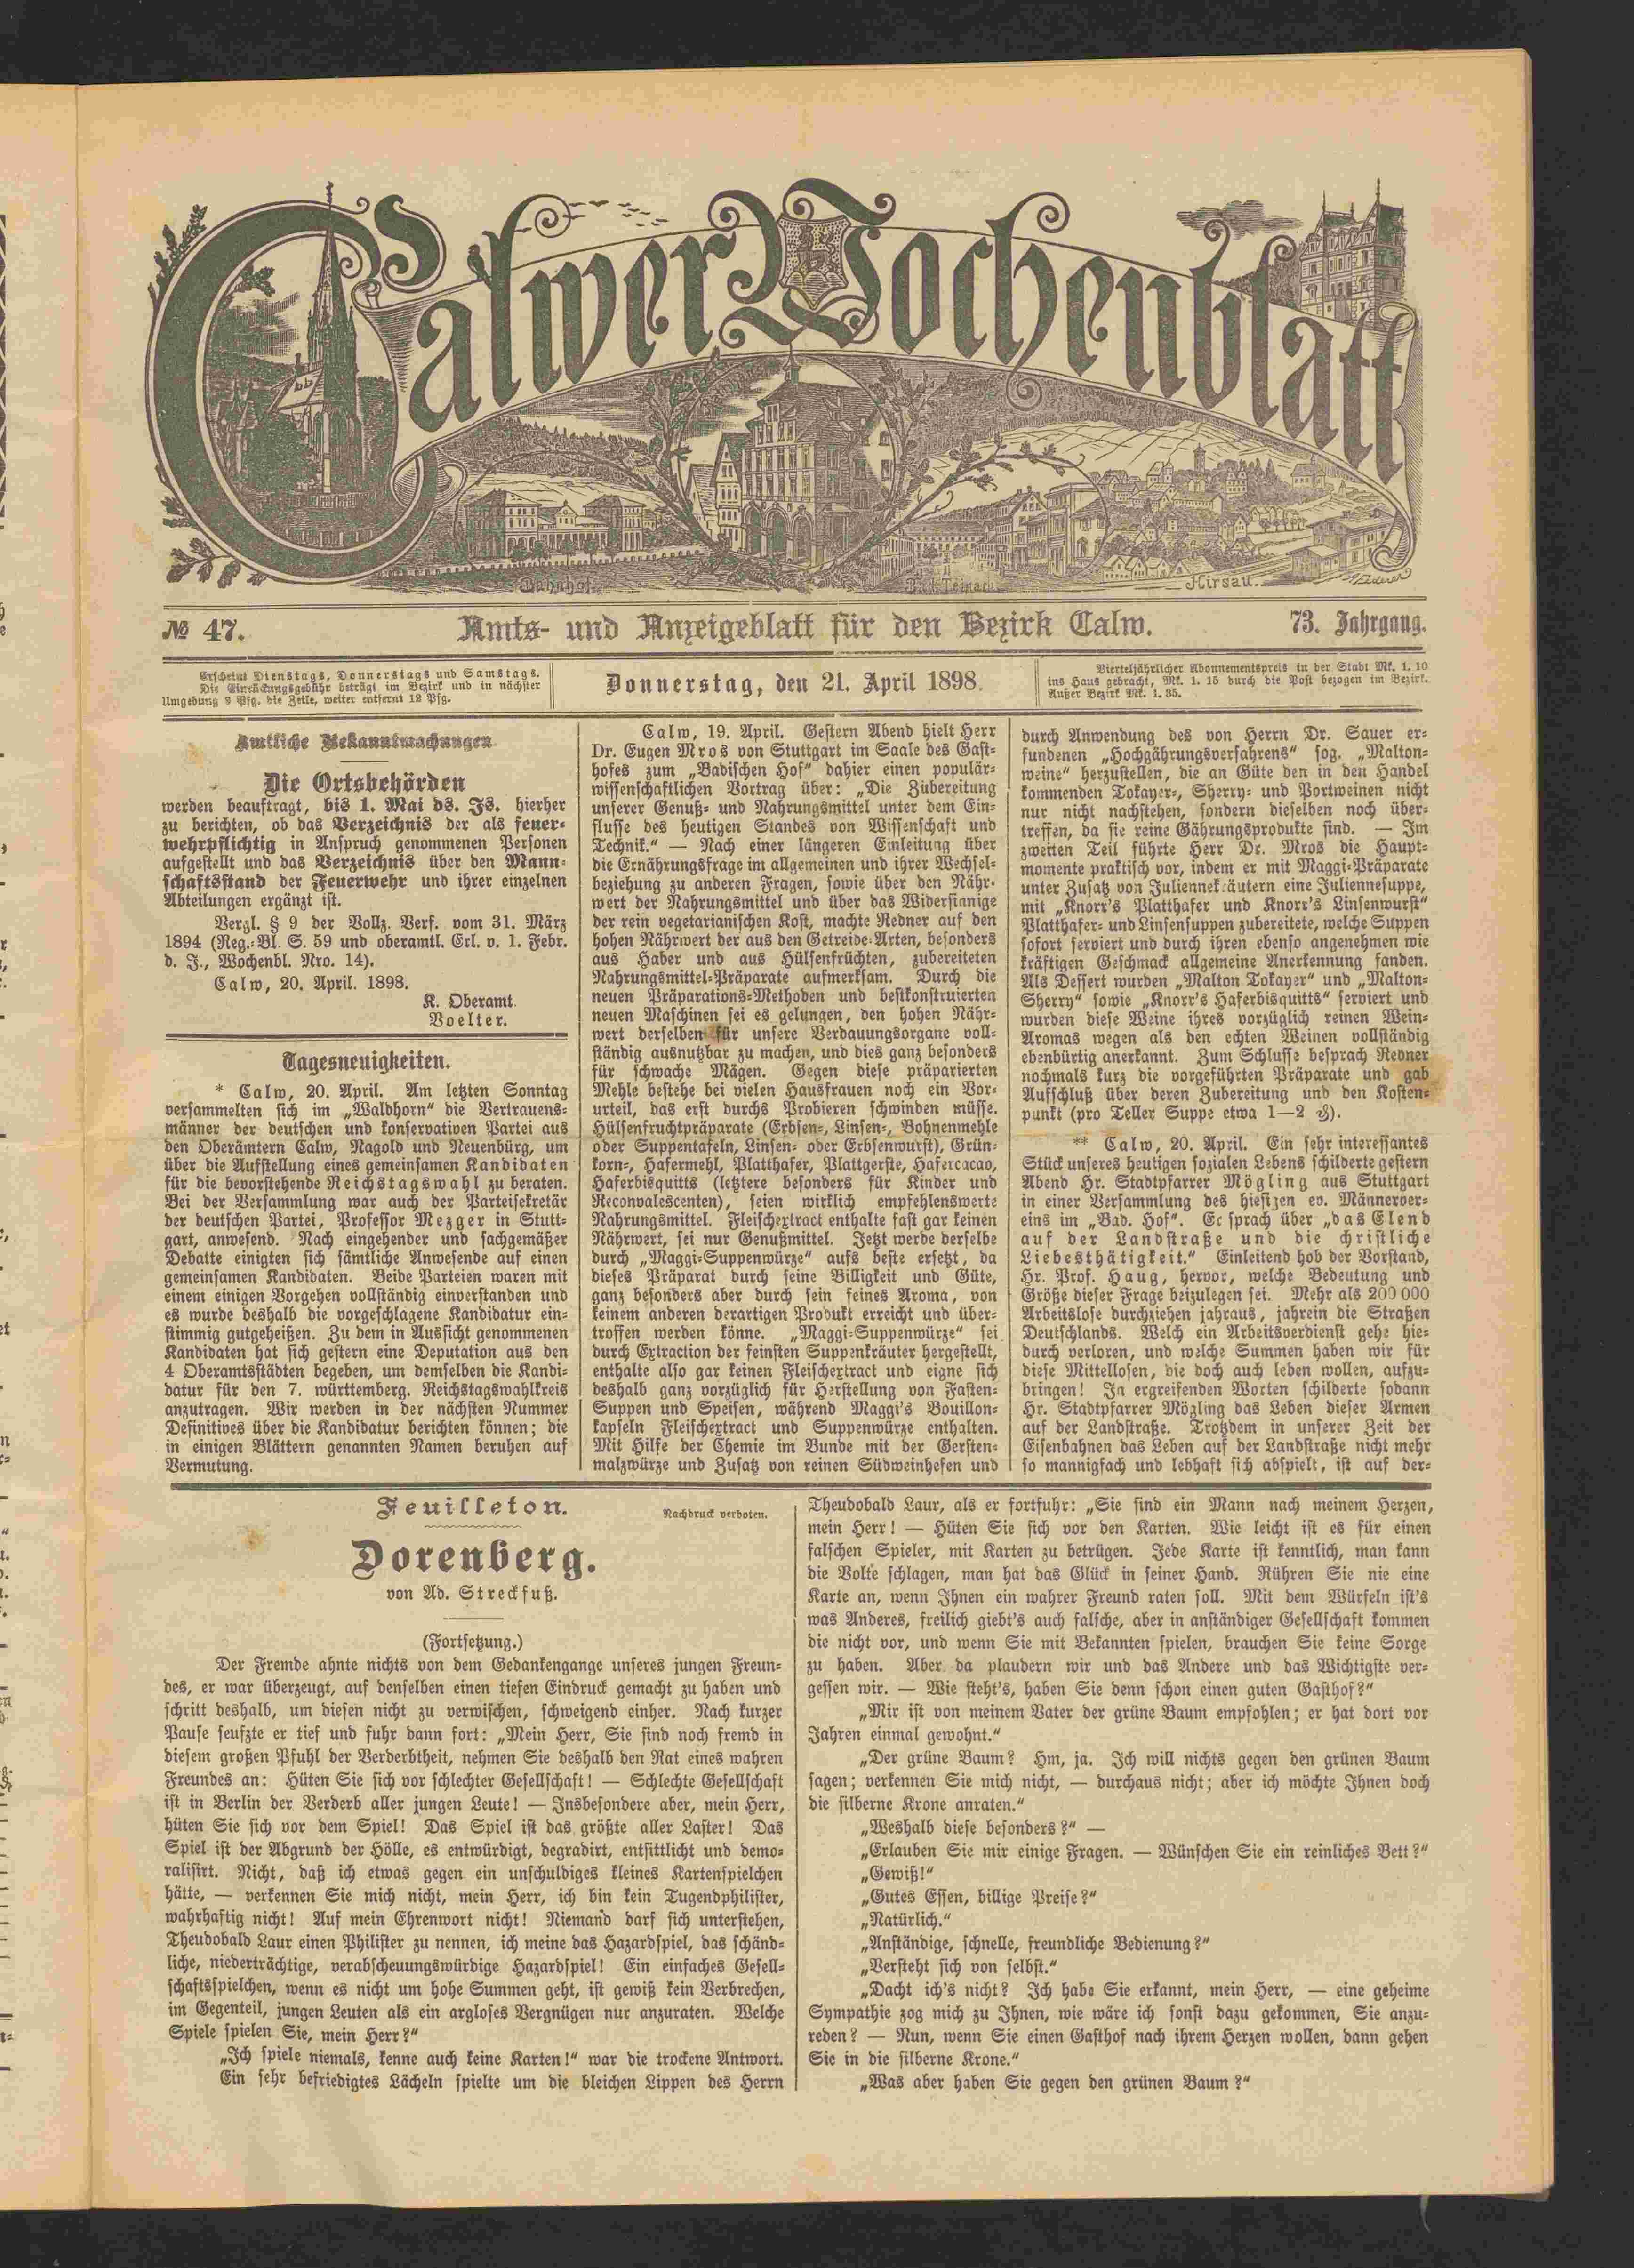 Calwer Wochenblatt
Bahnhof.
Bad Teinach
Hirsau.
№ 47.
Amts- und Anzeigeblatt für den Bezirk Calw.
73. Jahrgang.
Erscheint Dienstags, Donnerstags und Samstags.
Die Einrückungsgebühr beträgt im Bezirk und in nächster
Umgebung 9 Pfg. die Zeile, weiter entfernt 12 Pfg.
Donnerstag, den 21. April 1898.
Vierteljährlicher Abonnementspreis in der Stadt Mk. 1. 10
ins Haus gebracht, Mk. 1. 15 durch die Post bezogen im Bezirk.
Außer Bezirk Mk. 1. 35.
Amtliche Bekanntmachungen
Die Ortsbehörden
werden beauftragt, bis 1. Mai ds. Js. hierher
zu berichten, ob das Verzeichnis der als feuer-
wehrpflichtig in Anspruch genommenen Personen
aufgestellt und das Verzeichnis über den Mann-
schaftsstand der Feuerwehr und ihrer einzelnen
Abteilungen ergänzt ist.
Vergl. § 9 der Vollz. Verf. vom 31. März
1894 (Reg.-Bl. S. 59 und oberamtl. Erl. v. 1. Febr.
d. J., Wochenbl. Nro. 14).
Calw, 20. April. 1898.
K. Oberamt.
Voelter.
Tagesneuigkeiten.
* Calw, 20. April. Am letzten Sonntag
versammelten sich im „Waldhorn“ die Vertrauens-
männer der deutschen und konservativen Partei aus
den Oberämtern Calw, Nagold und Neuenbürg, um
über die Aufstellung eines gemeinsamen Kandidaten
für die bevorstehende Reichstagswahl zu beraten.
Bei der Versammlung war auch der Parteisekretär
der deutschen Partei, Professor Mezger in Stutt-
gart, anwesend. Nach eingehender und sachgemäßer
Debatte einigten sich sämtliche Anwesende auf einen
gemeinsamen Kandidaten. Beide Parteien waren mit
einem einigen Vorgehen vollständig einverstanden und
es wurde deshalb die vorgeschlagene Kandidatur ein-
stimmig gutgeheißen. Zu dem in Aussicht genommenen
Kandidaten hat sich gestern eine Deputation aus den
4 Oberamtsstädten begeben, um demselben die Kandi-
datur für den 7. württemberg. Reichstagswahlkreis
anzutragen. Wir werden in der nächsten Nummer
Definitives über die Kandidatur berichten können; die
in einigen Blättern genannten Namen beruhen auf
Vermutung.
Calw, 19. April. Gestern Abend hielt Herr
Dr. Eugen Mros von Stuttgart im Saale des Gast-
hofes zum „Badischen Hof“ dahier einen populär-
wissenschaftlichen Vortrag über: „Die Zubereitung
unserer Genuß- und Nahrungsmittel unter dem Ein-
flusse des heutigen Standes von Wissenschaft und
Technik.“ — Nach einer längeren Einleitung über
die Ernährungsfrage im allgemeinen und ihrer Wechsel-
beziehung zu anderen Fragen, sowie über den Nähr-
wert der Nahrungsmittel und über das Widersinnige
der rein vegetarianischen Kost, machte Redner auf den
hohen Nährwert der aus den Getreide-Arten, besonders
aus Haber und aus Hülsenfrüchten, zubereiteten
Nahrungsmittel-Präparate aufmerksam. Durch die
neuen Präparations-Methoden und bestkonstruierten
neuen Maschinen sei es gelungen, den hohen Nähr-
wert derselben für unsere Verdauungsorgane voll-
ständig ausnutzbar zu machen, und dies ganz besonders
für schwache Mägen. Gegen diese präparierten
Mehle bestehe bei vielen Hausfrauen noch ein Vor-
urteil, das erst durchs Probieren schwinden müsse.
Hülsenfruchtpräparate (Erbsen-, Linsen-, Bohnenmehle
oder Suppentafeln, Linsen- oder Erbsenwurst), Grün-
korn-, Hafermehl, Platthafer, Plattgerste, Hafercacao,
Haferbisquitts (letztere besonders für Kinder und
Reconvalescenten), seien wirklich empfehlenswerte
Nahrungsmittel. Fleischextract enthalte fast gar keinen
Nährwert, sei nur Genußmittel. Jetzt werde derselbe
durch „Maggi-Suppenwürze“ aufs beste ersetzt, da
dieses Präparat durch seine Billigkeit und Güte,
ganz besonders aber durch sein feines Aroma, von
keinem anderen derartigen Produkt erreicht und über-
troffen werden könne. „Maggi-Suppenwürze“ sei
durch Extraction der feinsten Suppenkräuter hergestellt,
enthalte also gar keinen Fleischextract und eigne sich
deshalb ganz vorzüglich für Herstellung von Fasten-
Suppen und Speisen, während Maggi's Bouillon-
kapseln Fleischextract und Suppenwürze enthalten.
Mit Hilfe der Chemie im Bunde mit der Gersten-
malzwürze und Zusatz von reinen Südweinhefen und
durch Anwendung des von Herrn Dr. Sauer er-
fundenen „Hochgährungsverfahrens“ sog. „Malton-
weine“ herzustellen, die an Güte den in den Handel
kommenden Tokayer-, Sherry- und Portweinen nicht
nur nicht nachstehen, sondern dieselben noch über-
treffen, da sie reine Gährungsprodukte sind. — Im
zweiten Teil führte Herr Dr. Mros die Haupt-
momente praktisch vor, indem er mit Maggi-Präparate
unter Zusatz von Juliennekräutern eine Juliennesuppe,
mit „Knorr's Platthafer und Knorr's Linsenwurst“
Platthafer- und Linsensuppen zubereitete, welche Suppen
sofort serviert und durch ihren ebenso angenehmen wie
kräftigen Geschmack allgemeine Anerkennung fanden.
Als Dessert wurden „Malton Tokayer“ und „Malton-
Sherry“ sowie „Knorr's Haferbisquitts“ serviert und
wurden diese Weine ihres vorzüglich reinen Wein-
Aromas wegen als den echten Weinen vollständig
ebenbürtig anerkannt. Zum Schlusse besprach Redner
nochmals kurz die vorgeführten Präparate und gab
Aufschluß über deren Zubereitung und den Kosten-
punkt (pro Teller Suppe etwa 1—2 ₰).
** Calw, 20. April. Ein sehr interessantes
Stück unseres heutigen sozialen Lebens schilderte gestern
Abend Hr. Stadtpfarrer Mögling aus Stuttgart
in einer Versammlung des hiesigen ev. Männerver-
eins im „Bad. Hof“. Er sprach über „das Elend
auf der Landstraße und die christliche
Liebesthätigkeit.“ Einleitend hob der Vorstand,
Hr. Prof. Haug, hervor, welche Bedeutung und
Größe dieser Frage beizulegen sei. Mehr als 200 000
Arbeitslose durchziehen jahraus, jahrein die Straßen
Deutschlands. Welch ein Arbeitsverdienst gehe hie-
durch verloren, und welche Summen haben wir für
diese Mittellosen, die doch auch leben wollen, aufzu-
bringen! In ergreifenden Worten schilderte sodann
Hr. Stadtpfarrer Mögling das Leben dieser Armen
auf der Landstraße. Trotzdem in unserer Zeit der
Eisenbahnen das Leben auf der Landstraße nicht mehr
so mannigfach und lebhaft sich abspielt, ist auf der-
Feuilleton.
Nachdruck verboten.
Dorenberg.
von Ad. Streckfuß.
(Fortsetzung.)
Der Fremde ahnte nichts von dem Gedankengange unseres jungen Freun-
des, er war überzeugt, auf denselben einen tiefen Eindruck gemacht zu haben und
schritt deshalb, um diesen nicht zu verwischen, schweigend einher. Nach kurzer
Pause seufzte er tief und fuhr dann fort: „Mein Herr, Sie sind noch fremd in
diesem großen Pfuhl der Verderbtheit, nehmen Sie deshalb den Rat eines wahren
Freundes an: Hüten Sie sich vor schlechter Gesellschaft! — Schlechte Gesellschaft
ist in Berlin der Verderb aller jungen Leute! — Insbesondere aber, mein Herr,
hüten Sie sich vor dem Spiel! Das Spiel ist das größte aller Laster! Das
Spiel ist der Abgrund der Hölle, es entwürdigt, degradirt, entsittlicht und demo-
ralisirt. Nicht, daß ich etwas gegen ein unschuldiges kleines Kartenspielchen
hätte, — verkennen Sie mich nicht, mein Herr, ich bin kein Tugendphilister,
wahrhaftig nicht! Auf mein Ehrenwort nicht! Niemand darf sich unterstehen,
Theudobald Laur einen Philister zu nennen, ich meine das Hazardspiel, das schänd-
liche, niederträchtige, verabscheuungswürdige Hazardspiel! Ein einfaches Gesell-
schaftsspielchen, wenn es nicht um hohe Summen geht, ist gewiß kein Verbrechen,
im Gegenteil, jungen Leuten als ein argloses Vergnügen nur anzuraten. Welche
Spiele spielen Sie, mein Herr?“
„Ich spiele niemals, kenne auch keine Karten!“ war die trockene Antwort.
Ein sehr befriedigtes Lächeln spielte um die bleichen Lippen des Herrn
Theudobald Laur, als er fortfuhr: „Sie sind ein Mann nach meinem Herzen,
mein Herr! — Hüten Sie sich vor den Karten. Wie leicht ist es für einen
falschen Spieler, mit Karten zu betrügen. Jede Karte ist kenntlich, man kann
die Volte schlagen, man hat das Glück in seiner Hand. Rühren Sie nie eine
Karte an, wenn Ihnen ein wahrer Freund raten soll. Mit dem Würfeln ist's
was Anderes, freilich giebt's auch falsche, aber in anständiger Gesellschaft kommen
die nicht vor, und wenn Sie mit Bekannten spielen, brauchen Sie keine Sorge
zu haben. Aber da plaudern wir und das Andere und das Wichtigste ver-
gessen wir. — Wie steht's, haben Sie denn schon einen guten Gasthof?“
„Mir ist von meinem Vater der grüne Baum empfohlen; er hat dort vor
Jahren einmal gewohnt.“
„Der grüne Baum? Hm, ja. Ich will nichts gegen den grünen Baum
sagen; verkennen Sie mich nicht, — durchaus nicht; aber ich möchte Ihnen doch
die silberne Krone anraten.“
„Weshalb diese besonders?“ —
„Erlauben Sie mir einige Fragen. — Wünschen Sie ein reinliches Bett?“
„Gewiß!“
„Gutes Essen, billige Preise?“
„Natürlich.“
„Anständige, schnelle, freundliche Bedienung?“
„Versteht sich von selbst.“
„Dacht ich's nicht? Ich habe Sie erkannt, mein Herr, — eine geheime
Sympathie zog mich zu Ihnen, wie wäre ich sonst dazu gekommen, Sie anzu-
reden? — Nun, wenn Sie einen Gasthof nach ihrem Herzen wollen, dann gehen
Sie in die silberne Krone.“
„Was aber haben Sie gegen den grünen Baum?“